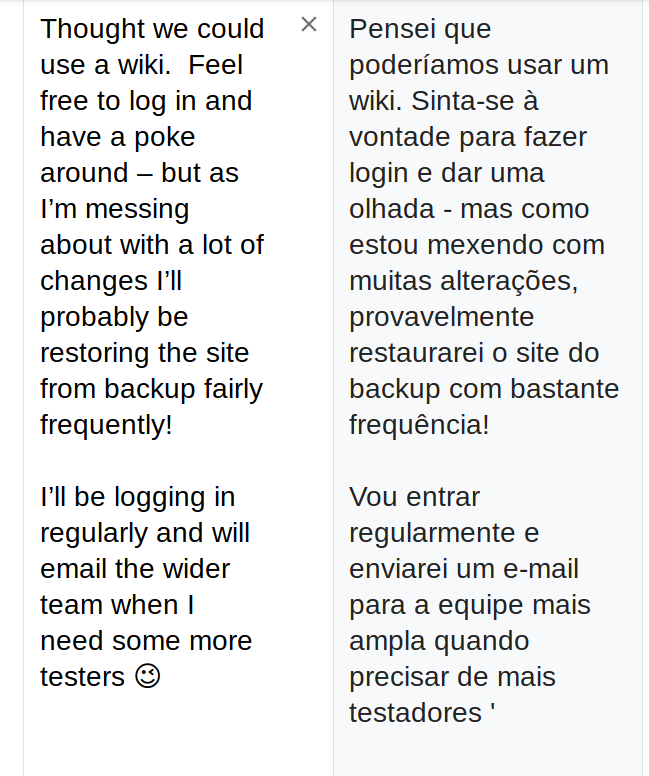 Thought we could
use a wiki.  Feel
free to log in and
have a poke
around – but as
I’m messing
about with a lot of
changes I’ll
probably be
restoring the site
from backup fairly
frequently!
I’ll be logging in
regularly and will
email the wider
team when I
need some more
testers 😉
Pensei que
poderíamos usar um
wiki. Sinta-se à
vontade para fazer
login e dar uma
olhada - mas como
estou mexendo com
muitas alterações,
provavelmente
restaurarei o site do
backup com bastante
frequência!
Vou entrar
regularmente e
enviarei um e-mail
para a equipe mais
ampla quando
precisar de mais
testadores '